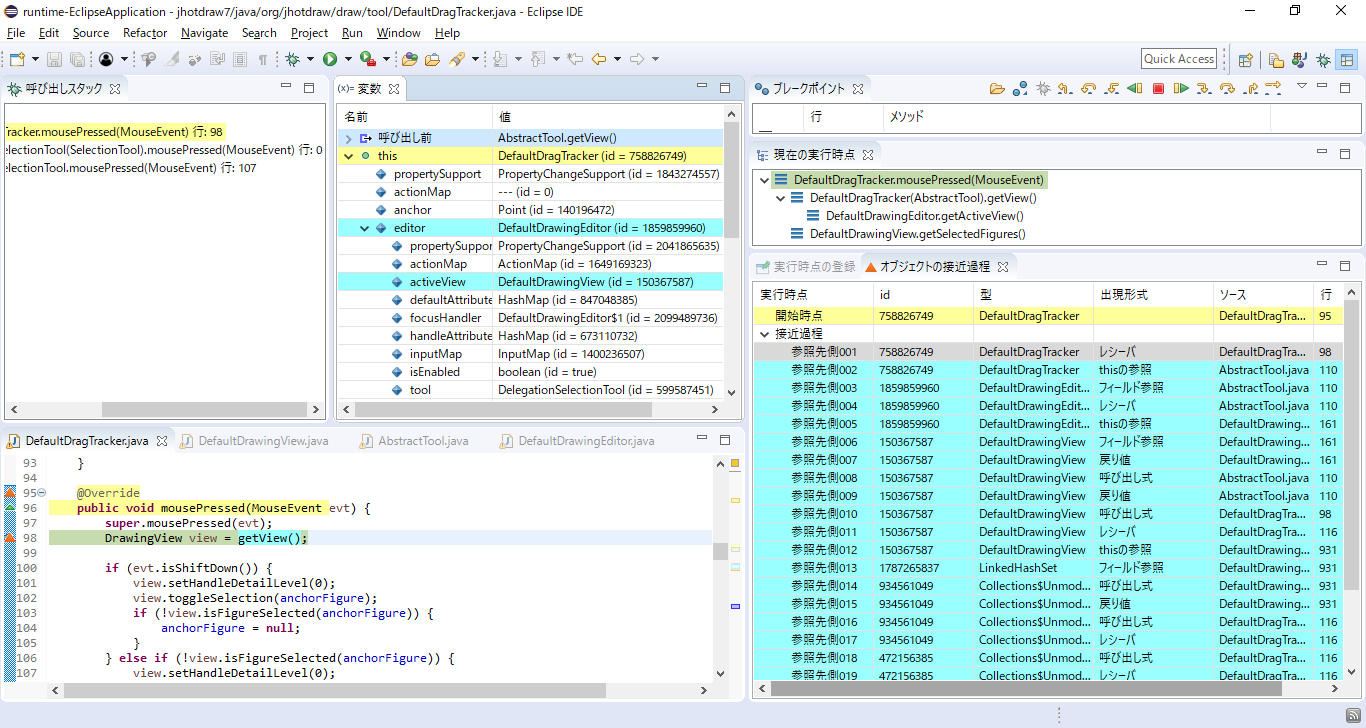 runtime-EclipseApplication - jhotdraw7/java/org/jhotdraw/draw/tool/DefaultDragTracker.java - Eclipse IDE
File Edit Source Refactor Navigate Search Project Run Window Help
Quick Access
呼び出しスタック
Tracker.mousePressed(MouseEvent) 行: 98
electionTool(SelectionTool).mousePressed(MouseEvent) 行: 0
electionTool.mousePressed(MouseEvent) 行: 107
(x)= 変数
名前 値
呼び出し前 AbstractTool.getView()
this DefaultDragTracker (id = 758826749)
propertySupport PropertyChangeSupport (id = 1843274557)
actionMap --- (id = 0)
anchor Point (id = 140196472)
editor DefaultDrawingEditor (id = 1859859960)
propertySuppor PropertyChangeSupport (id = 2041865635)
actionMap ActionMap (id = 1649169323)
activeView DefaultDrawingView (id = 150367587)
defaultAttribute HashMap (id = 847048385)
focusHandler DefaultDrawingEditor$1 (id = 2099489736)
handleAttribute HashMap (id = 673110732)
inputMap InputMap (id = 1400236507)
isEnabled boolean (id = true)
tool DelegationSelectionTool (id = 599587451)
ブレークポイント
行 メソッド
現在の実行時点
DefaultDragTracker.mousePressed(MouseEvent)
DefaultDragTracker(AbstractTool).getView()
DefaultDrawingEditor.getActiveView()
DefaultDrawingView.getSelectedFigures()
実行時点の登録 オブジェクトの接近過程
実行時点 id 型 出現形式 ソース 行
開始時点 758826749 DefaultDragTracker DefaultDragTra... 95
接近過程
参照先側001 758826749 DefaultDragTracker レシーバ DefaultDragTra... 98
参照先側002 758826749 DefaultDragTracker thisの参照 AbstractTool.java 110
参照先側003 1859859960 DefaultDrawingEdit... フィールド参照 AbstractTool.java 110
参照先側004 1859859960 DefaultDrawingEdit... レシーバ AbstractTool.java 110
参照先側005 1859859960 DefaultDrawingEdit... thisの参照 DefaultDrawing... 161
参照先側006 150367587 DefaultDrawingView フィールド参照 DefaultDrawing... 161
参照先側007 150367587 DefaultDrawingView 戻り値 DefaultDrawing... 161
参照先側008 150367587 DefaultDrawingView 呼び出し式 AbstractTool.java 110
参照先側009 150367587 DefaultDrawingView 戻り値 AbstractTool.java 110
参照先側010 150367587 DefaultDrawingView 呼び出し式 DefaultDragTra... 98
参照先側011 150367587 DefaultDrawingView レシーバ DefaultDragTra... 116
参照先側012 150367587 DefaultDrawingView thisの参照 DefaultDrawing... 931
参照先側013 1787265837 LinkedHashSet フィールド参照 DefaultDrawing... 931
参照先側014 934561049 Collections$Unmod... 呼び出し式 DefaultDrawing... 931
参照先側015 934561049 Collections$Unmod... 戻り値 DefaultDrawing... 931
参照先側016 934561049 Collections$Unmod... 呼び出し式 DefaultDragTra... 116
参照先側017 934561049 Collections$Unmod... レシーバ DefaultDragTra... 116
参照先側018 472156385 Collections$Unmod... 呼び出し式 DefaultDragTra... 116
参照先側019 472156385 Collections$Unmod... レシーバ DefaultDragTra... 116
DefaultDragTracker.java DefaultDrawingView.java AbstractTool.java DefaultDrawingEditor.java
93 }
94
95 @Override
96 public void mousePressed(MouseEvent evt) {
97 super.mousePressed(evt);
98 DrawingView view = getView();
99
100 if (evt.isShiftDown()) {
101 view.setHandleDetailLevel(0);
102 view.toggleSelection(anchorFigure);
103 if (!view.isFigureSelected(anchorFigure)) {
104 anchorFigure = null;
105 }
106 } else if (!view.isFigureSelected(anchorFigure)) {
107 view.setHandleDetailLevel(0);